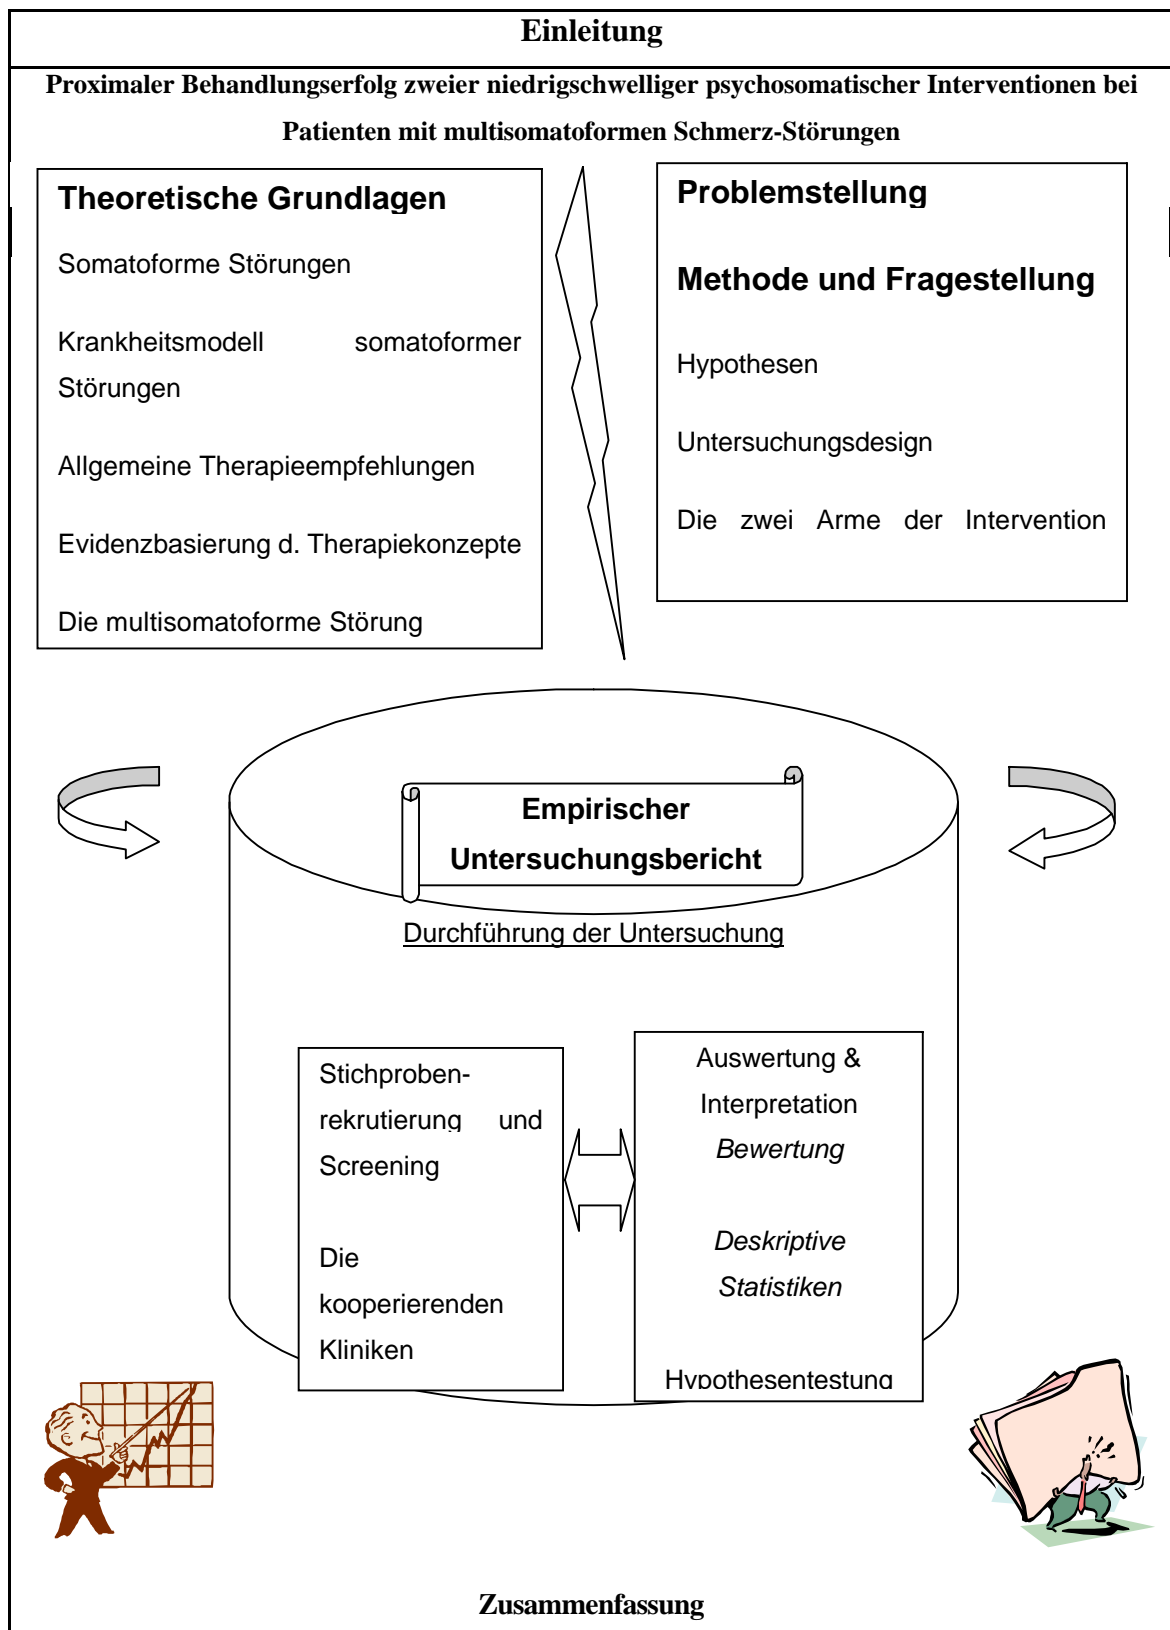 Einleitung
Proximaler Behandlungserfolg zweier niedrigschwelliger psychosomatischer Interventionen bei
Patienten mit multisomatoformen Schmerz-Störungen
Theoretische Grundlagen
Somatoforme Störungen
Krankheitsmodell somatoformer
Störungen
Allgemeine Therapieempfehlungen
Evidenzbasierung d. Therapiekonzepte
Die multisomatoforme Störung
Problemstellung
Methode und Fragestellung
Hypothesen
Untersuchungsdesign
Die zwei Arme der Intervention
Empirischer
Untersuchungsbericht
Durchführung der Untersuchung
Stichproben-
rekrutierung und
Screening
Die
kooperierenden
Kliniken
Auswertung &
Interpretation
Bewertung
Deskriptive
Statistiken
Hypothesentestung
Zusammenfassung